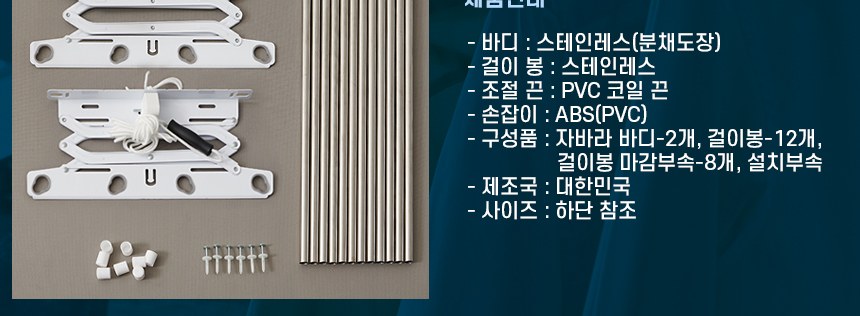 - 바디 : 스테인레스(분채도장)
- 걸이 봉 : 스테인레스
- 조절 끈 : PVC 코일 끈
- 손잡이 : ABS(PVC)
- 구성품 : 자바라 바디-2개, 걸이봉-12개,
걸이봉 마감부속-8개, 설치부속
- 제조국 : 대한민국
- 사이즈 : 하단 참조